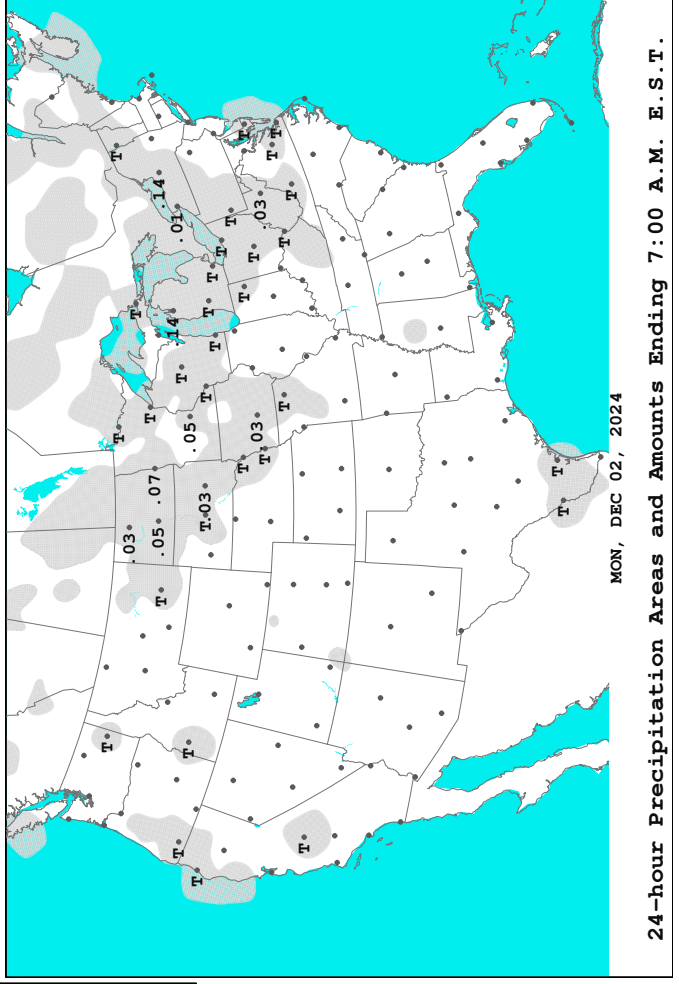 T
T
.03
T
T
T
.07
.05
.14
T
.14
.01
T
T
T
.05
T
T.03
T
T
T
T
T
T
T
T
T
T
.03
.03
T
T
T
T
T
T
T
T
T
MON, DEC 02, 2024
24-hour Precipitation Areas and Amounts Ending 7:00 A.M. E.S.T.